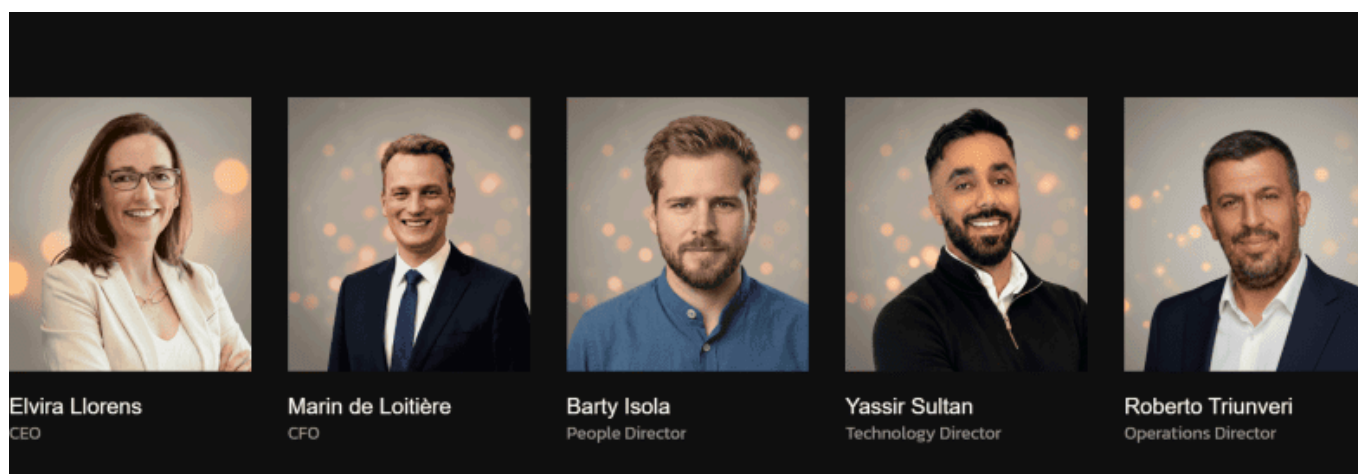 Elvira Llorens
CEO
Marin de Loitière
CFO
Barty Isola
People Director
Yassir Sultan
Technology Director
Roberto Triunveri
Operations Director